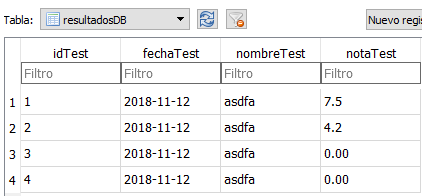 Tabla: resultadosDB Nuevo regi
idTest fechaTest nombreTest notaTest
Filtro Filtro Filtro Filtro
1 1 2018-11-12 asdfa 7.5
2 2 2018-11-12 asdfa 4.2
3 3 2018-11-12 asdfa 0.00
4 4 2018-11-12 asdfa 0.00